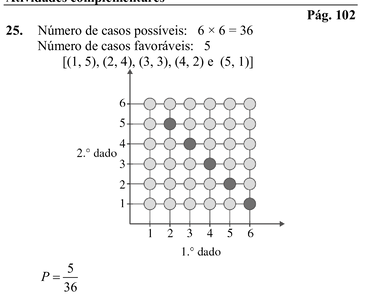 Pág. 102
25. Número de casos possíveis: 6 × 6 = 36
Número de casos favoráveis: 5
[(1, 5), (2, 4), (3, 3), (4, 2) e (5, 1)]
6
5
4
2.º dado
3
2
1
1 2 3 4 5 6
1.º dado
P = 5/36